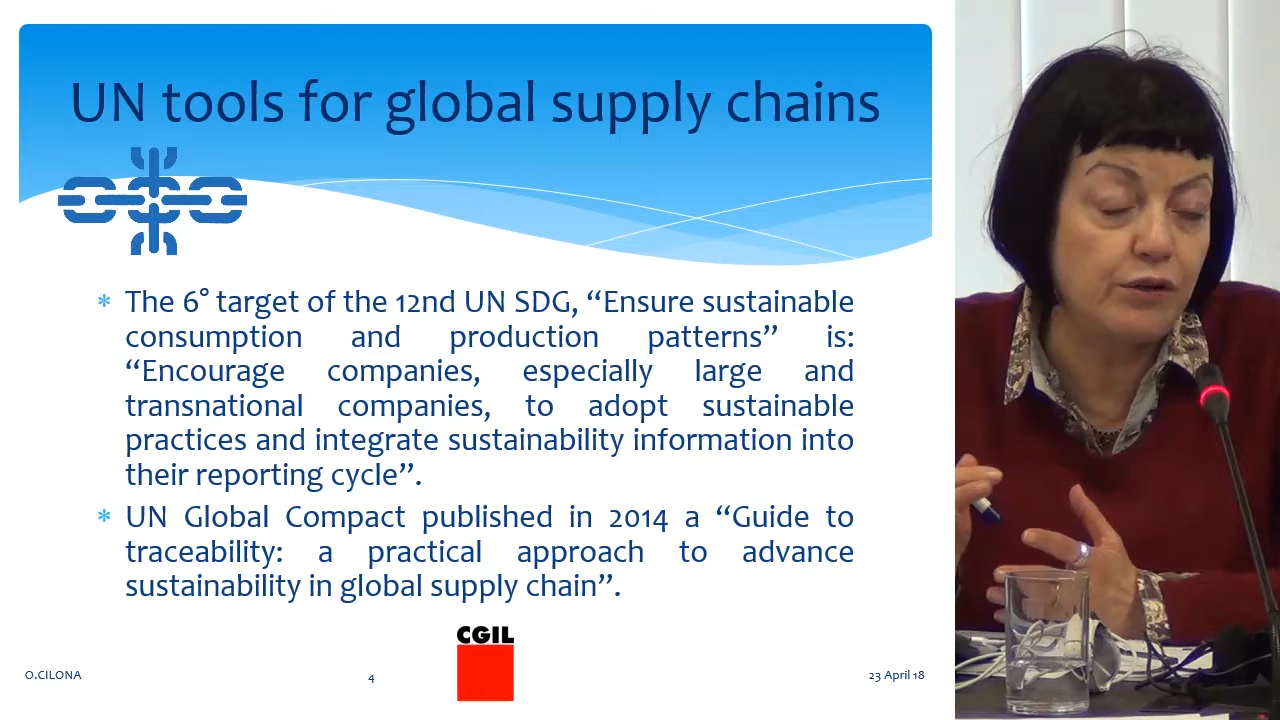 UN tools for global supply chains
* The 6° target of the 12nd UN SDG, “Ensure sustainable
consumption and production patterns” is:
“Encourage companies, especially large and
transnational companies, to adopt sustainable
practices and integrate sustainability information into
their reporting cycle”.
* UN Global Compact published in 2014 a “Guide to
traceability: a practical approach to advance
sustainability in global supply chain”.
CGIL
O.CILONA
4
23 April 18